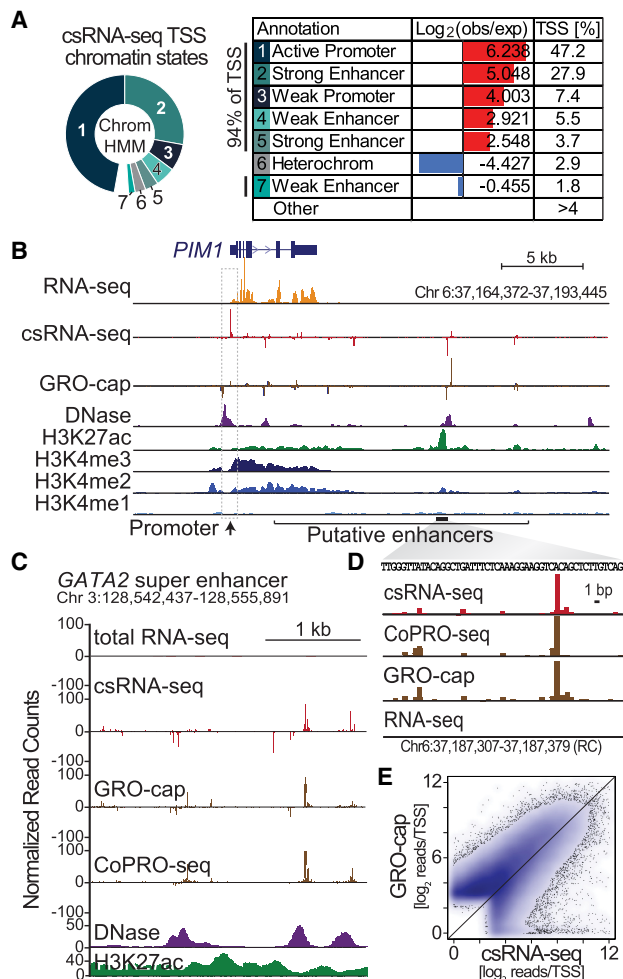 A
csRNA-seq TSS
chromatin states
1
2
3
4
5
6
7
Chrom
HMM
94% of TSS
Annotation Log2(obs/exp) TSS [%]
1 Active Promoter 6.238 47.2
2 Strong Enhancer 5.048 27.9
3 Weak Promoter 4.003 7.4
4 Weak Enhancer 2.921 5.5
5 Strong Enhancer 2.548 3.7
6 Heterochrom -4.427 2.9
7 Weak Enhancer -0.455 1.8
Other >4
B
PIM1
5 kb
Chr 6:37,164,372-37,193,445
RNA-seq
csRNA-seq
GRO-cap
DNase
H3K27ac
H3K4me3
H3K4me2
H3K4me1
Promoter
Putative enhancers
C
GATA2 super enhancer
Chr 3:128,542,437-128,555,891
Normalized Read Counts
100
total RNA-seq
1 kb
0
-100
100
csRNA-seq
0
-100
100
GRO-cap
0
-100
100
CoPRO-seq
0
-100
50
DNase
0
40
H3K27ac
0
D
TTGGGTTATACAGGCTGATTTCTCAAAGGAAGGTCACAGCTCTTGTCAG
csRNA-seq
1 bp
CoPRO-seq
GRO-cap
RNA-seq
Chr6:37,187,307-37,187,379 (RC)
E
GRO-cap
[log2 reads/TSS]
12
6
0
0 6 12
csRNA-seq
[log2 reads/TSS]